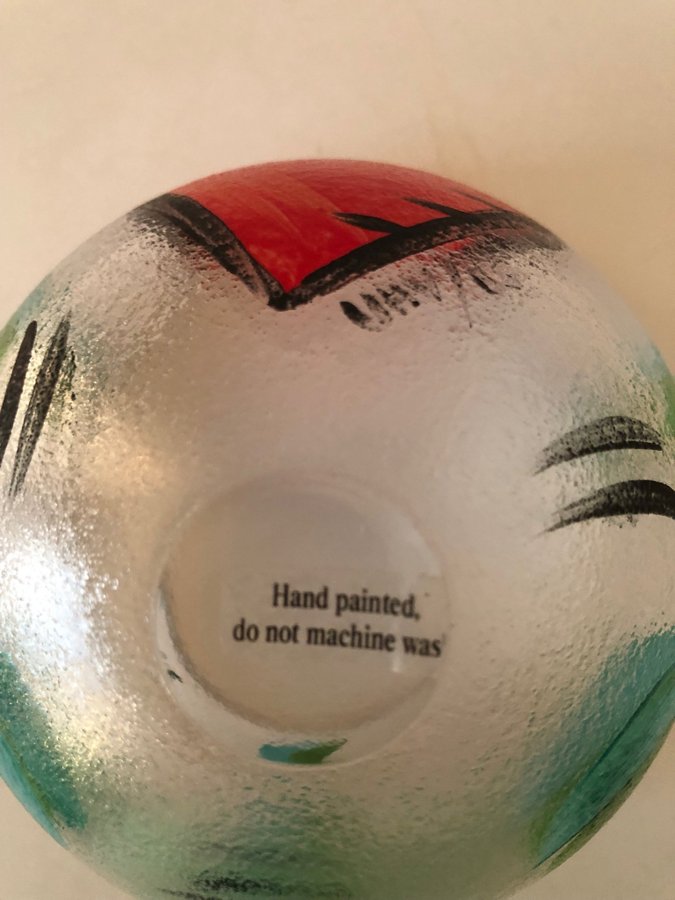 Hand painted,
do not machine was